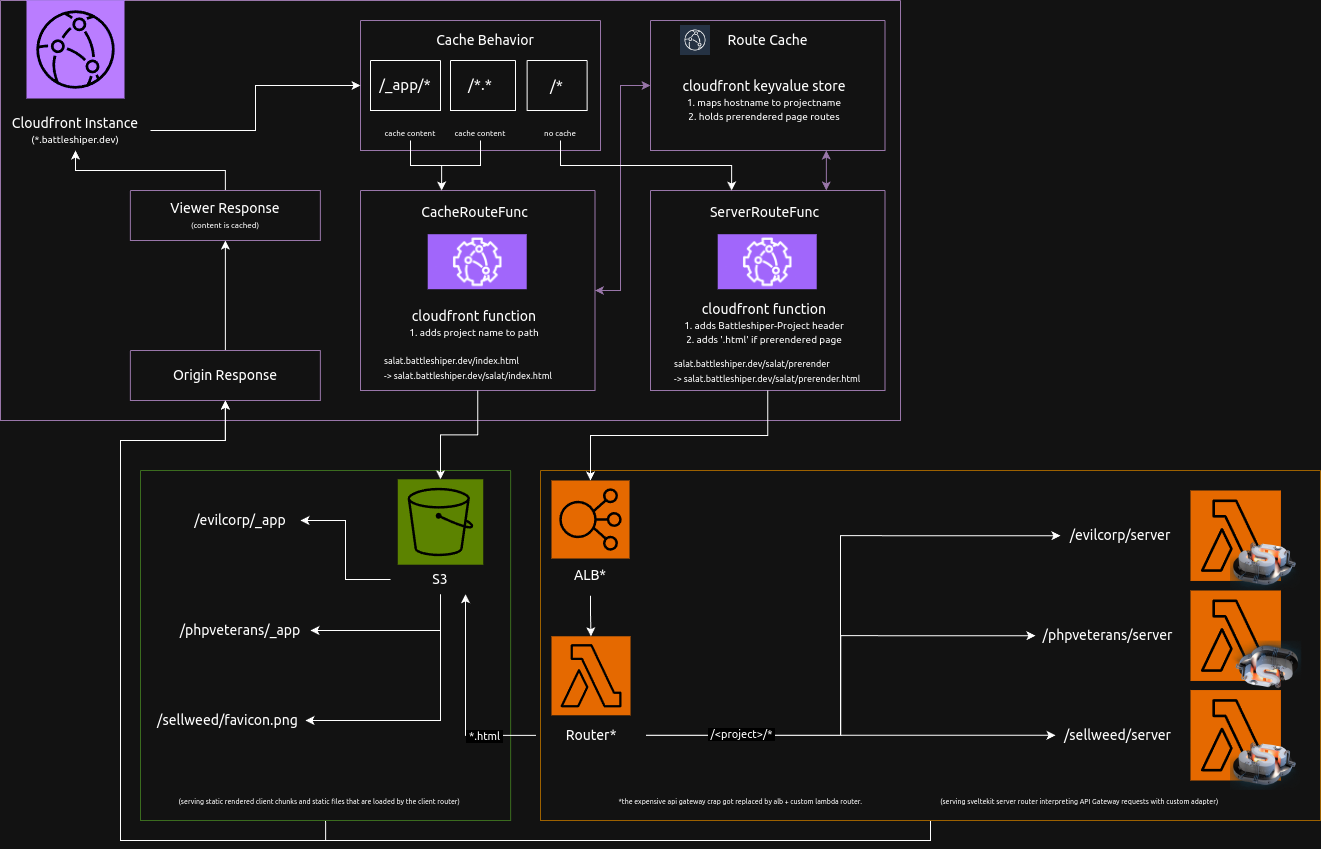 Cloudfront Instance
(*.battleshiper.dev)
Cache Behavior
/_app/*
/*.*
/*
cache content
cache content
no cache
Route Cache
cloudfront keyvalue store
1. maps hostname to projectname
2. holds prerendered page routes
Viewer Response
(content is cached)
Origin Response
CacheRouteFunc
cloudfront function
1. adds project name to path
salat.battleshiper.dev/index.html
-> salat.battleshiper.dev/salat/index.html
ServerRouteFunc
cloudfront function
1. adds Battleshiper-Project header
2. adds '.html' if prerendered page
salat.battleshiper.dev/salat/prerender
-> salat.battleshiper.dev/salat/prerender.html
/evilcorp/_app
S3
/phpveterans/_app
/sellweed/favicon.png
*.html
(serving static rendered client chunks and static files that are loaded by the client router)
ALB*
Router*
/<project>/*
/evilcorp/server
/phpveterans/server
/sellweed/server
*the expensive api gateway crap got replaced by alb + custom lambda router.
(serving sveltekit server router interpreting API Gateway requests with custom adapter)